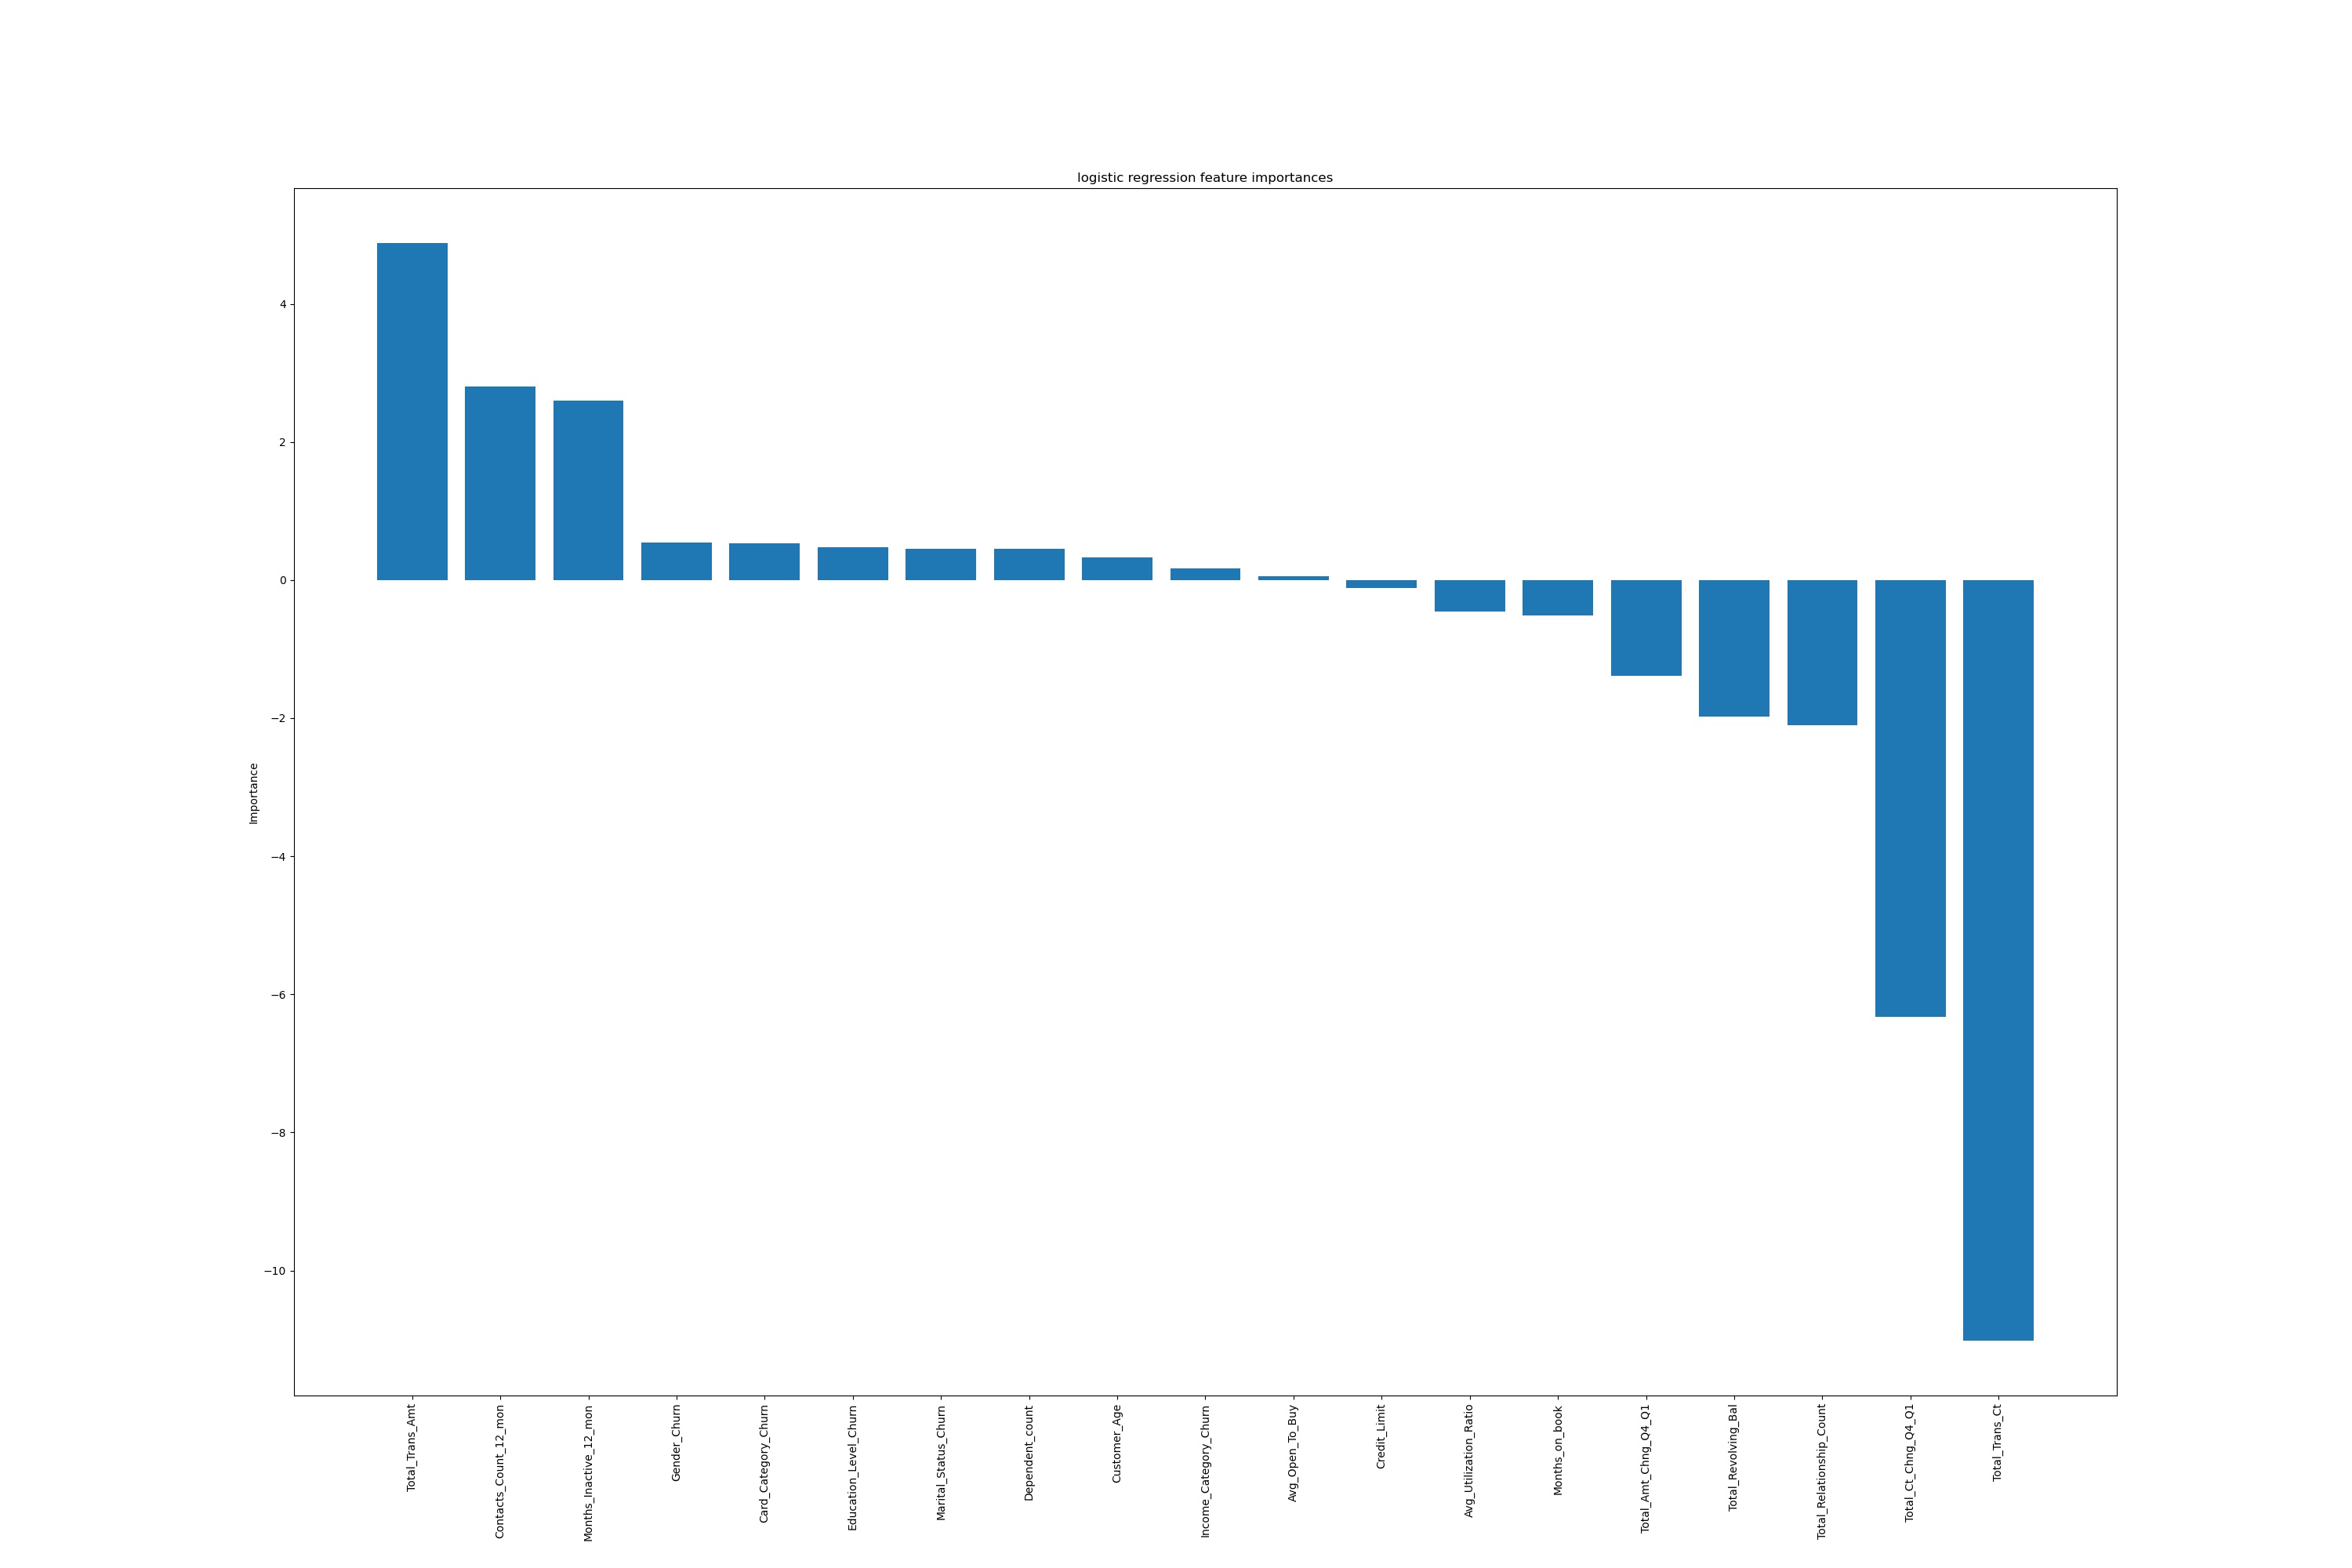 logistic regression feature importances
4
2
0
−2
−4
−6
−8
−10
Importance
Total_Trans_Amt
Contacts_Count_12_mon
Months_Inactive_12_mon
Gender_Churn
Card_Category_Churn
Education_Level_Churn
Marital_Status_Churn
Dependent_count
Customer_Age
Income_Category_Churn
Avg_Open_To_Buy
Credit_Limit
Avg_Utilization_Ratio
Months_on_book
Total_Amt_Chng_Q4_Q1
Total_Revolving_Bal
Total_Relationship_Count
Total_Ct_Chng_Q4_Q1
Total_Trans_Ct